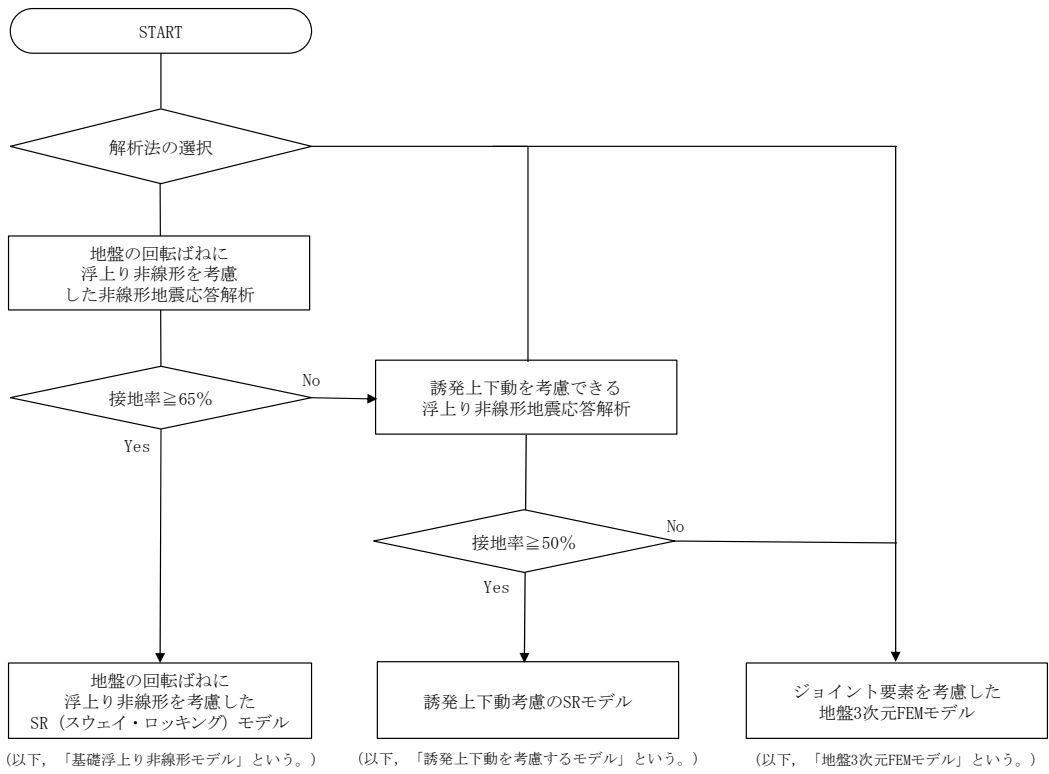 START
解析法の選択
地盤の回転ばねに
浮上り非線形を考慮
した非線形地震応答解析
接地率≧65%
No
Yes
誘発上下動を考慮できる
浮上り非線形地震応答解析
接地率≧50%
No
Yes
地盤の回転ばねに
浮上り非線形を考慮した
SR（スウェイ・ロッキング）モデル
誘発上下動考慮のSRモデル
ジョイント要素を考慮した
地盤3次元FEMモデル
(以下，「基礎浮上り非線形モデル」という。)
(以下，「誘発上下動を考慮するモデル」という。)
(以下，「地盤3次元FEMモデル」という。)